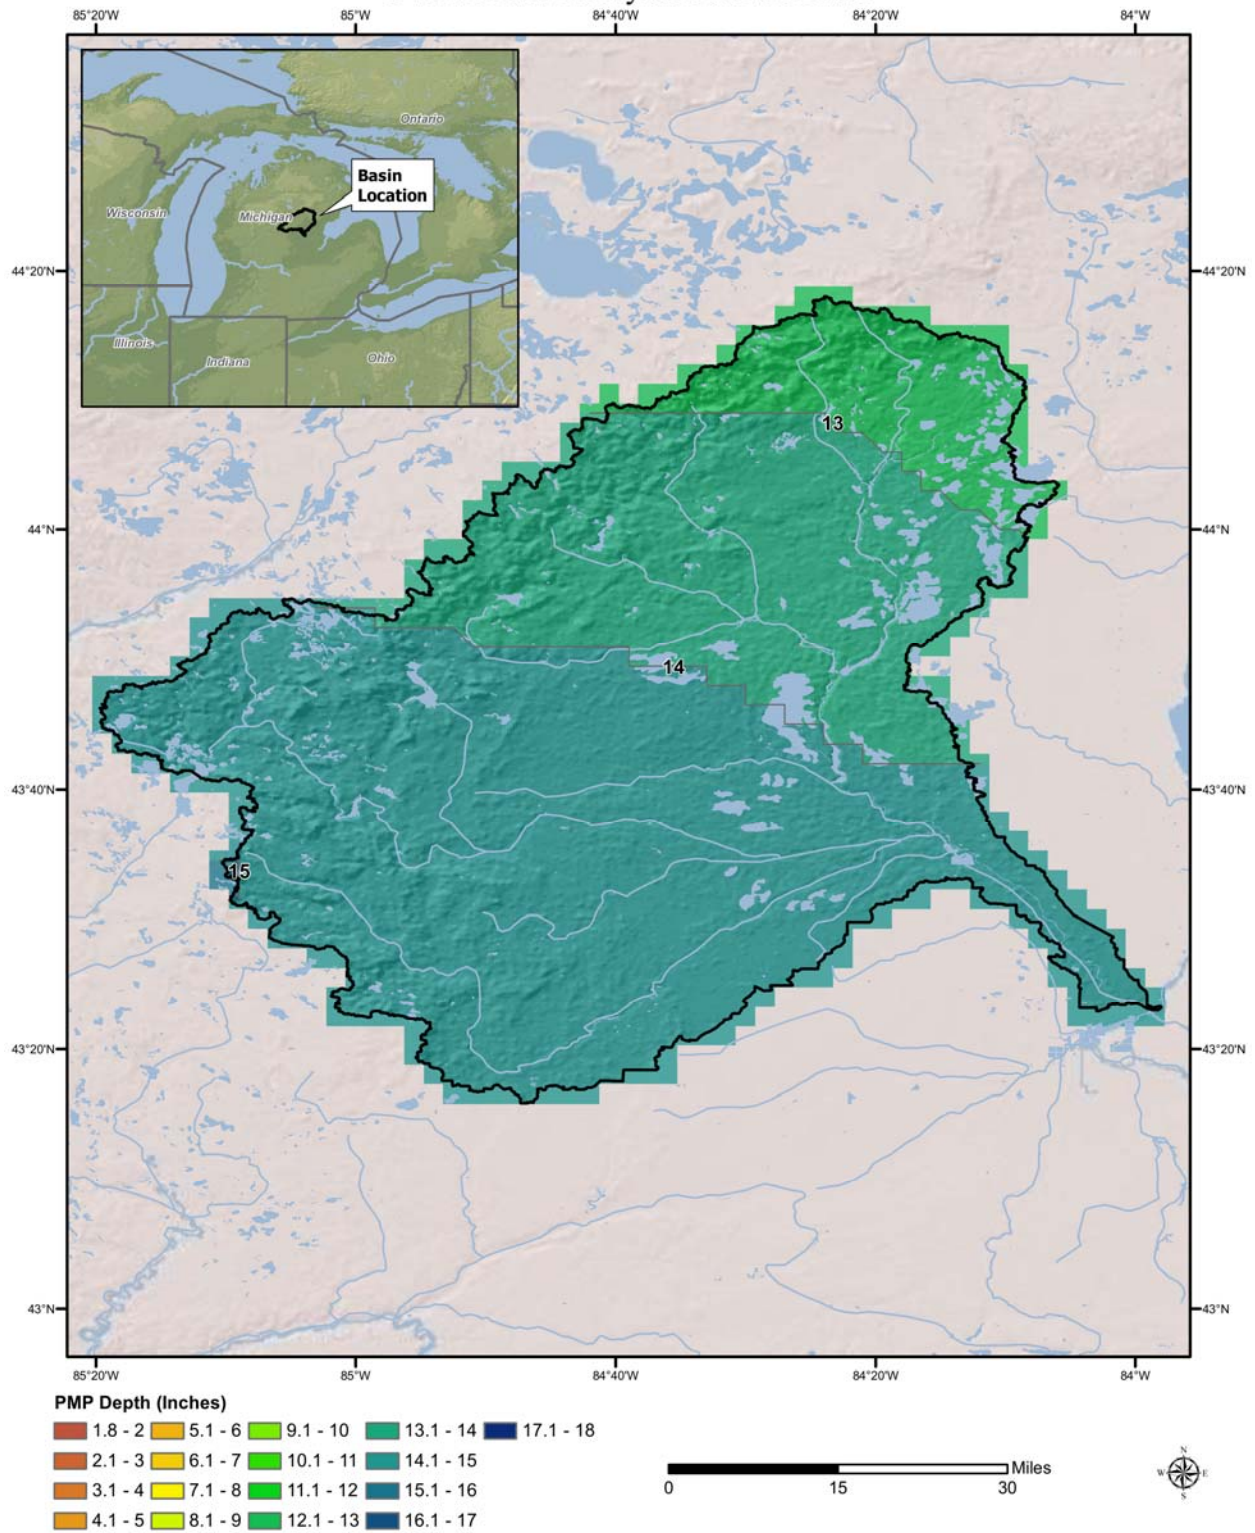 85°20'W 85°W 84°40'W 84°20'W 84°W
Ontario
Basin
Location
Wisconsin
Michigan
Illinois
Indiana
Ohio
44°20'N 44°20'N
13
44°N 44°N
14
43°40'N 43°40'N
15
43°20'N 43°20'N
43°N 43°N
85°20'W 85°W 84°40'W 84°20'W 84°W
PMP Depth (Inches)
1.8 - 2 5.1 - 6 9.1 - 10 13.1 - 14 17.1 - 18
2.1 - 3 6.1 - 7 10.1 - 11 14.1 - 15
3.1 - 4 7.1 - 8 11.1 - 12 15.1 - 16
4.1 - 5 8.1 - 9 12.1 - 13 16.1 - 17
Miles
0 15 30
N
W E
S